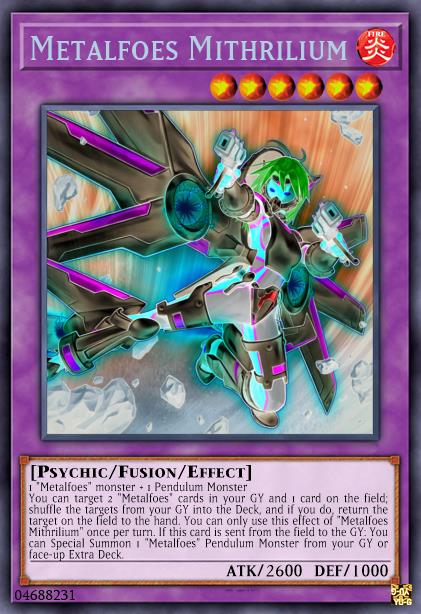 METALFOES MITHRILIUM
FIRE
炎
[PSYCHIC/FUSION/EFFECT]
1 "Metalfoes" monster + 1 Pendulum Monster
You can target 2 "Metalfoes" cards in your GY and 1 card on the field;
shuffle the targets from your GY into the Deck, and if you do, return the
target on the field to the hand. You can only use this effect of "Metalfoes
Mithrilium" once per turn. If this card is sent from the field to the GY: You
can Special Summon 1 "Metalfoes" Pendulum Monster from your GY or
face-up Extra Deck.
ATK/2600 DEF/1000
04688231